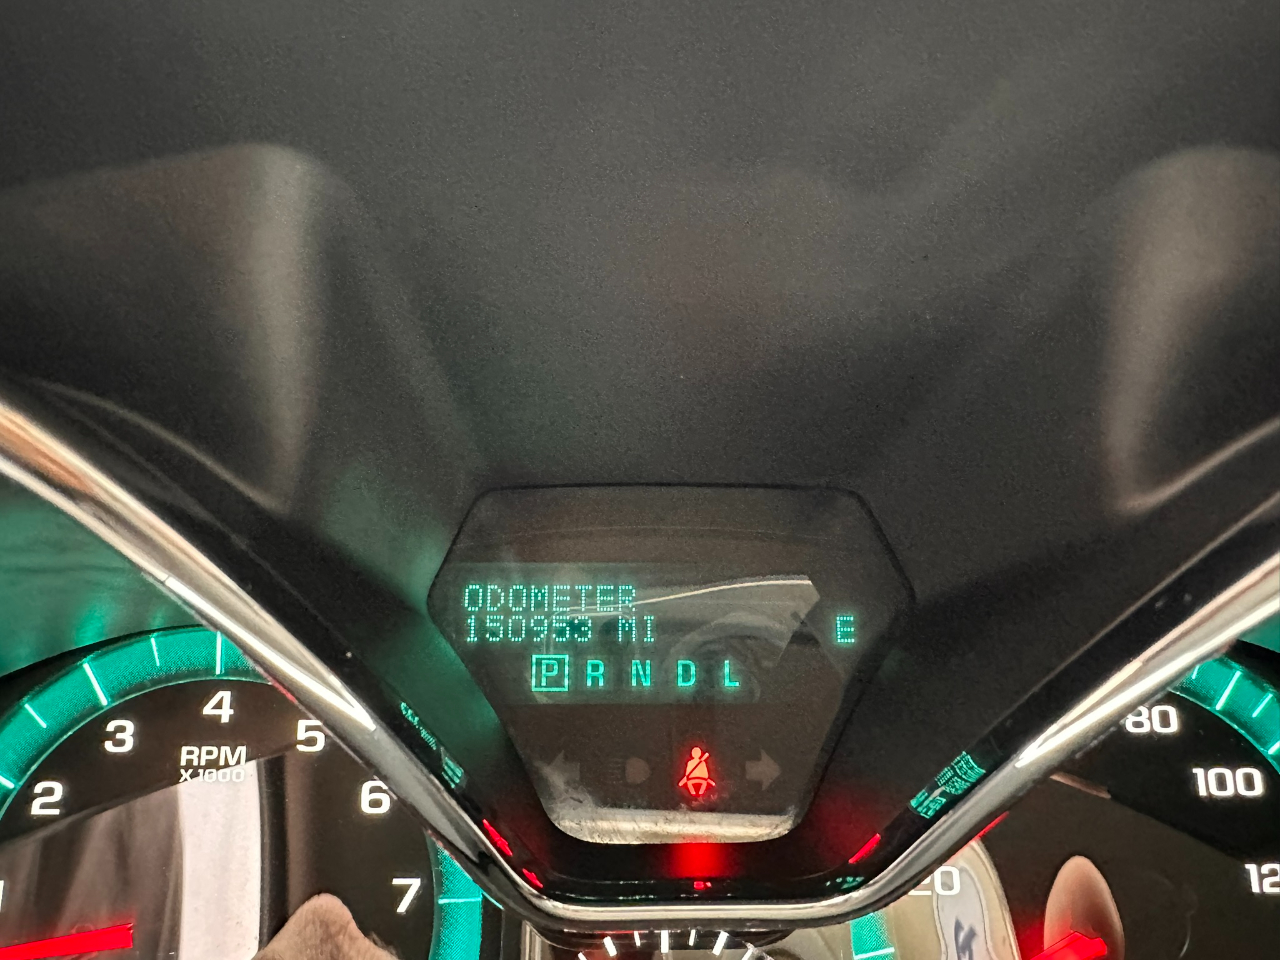 ODOMETER
150953 MI
E
P R N D L
4
3
5
RPM
X1000
2
6
7
80
100